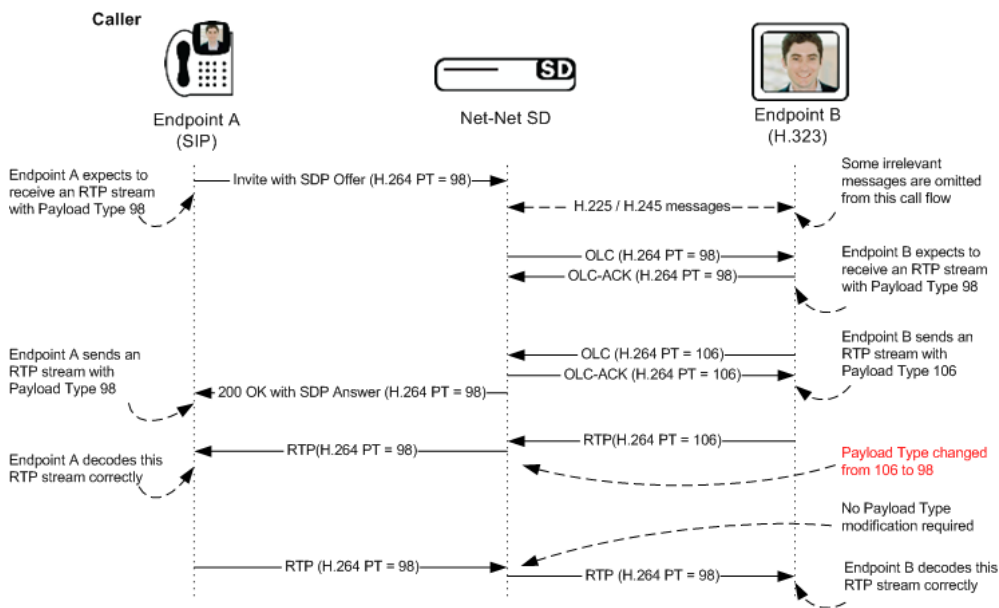 Caller
SD
Endpoint A
(SIP)
Net-Net SD
Endpoint B
(H.323)
Endpoint A expects to
receive an RTP stream
with Payload Type 98
Invite with SDP Offer (H.264 PT = 98)
Some irrelevant
messages are omitted
from this call flow
H.225 / H.245 messages
OLC (H.264 PT = 98)
OLC-ACK (H.264 PT = 98)
Endpoint B expects to
receive an RTP stream
with Payload Type 98
Endpoint A sends an
RTP stream with
Payload Type 98
OLC (H.264 PT = 106)
OLC-ACK (H.264 PT = 106)
200 OK with SDP Answer (H.264 PT = 98)
Endpoint B sends an
RTP stream with
Payload Type 106
RTP(H.264 PT = 106)
RTP(H.264 PT = 98)
Endpoint A decodes this
RTP stream correctly
Payload Type changed
from 106 to 98
No Payload Type
modification required
RTP (H.264 PT = 98)
RTP (H.264 PT = 98)
Endpoint B decodes this
RTP stream correctly